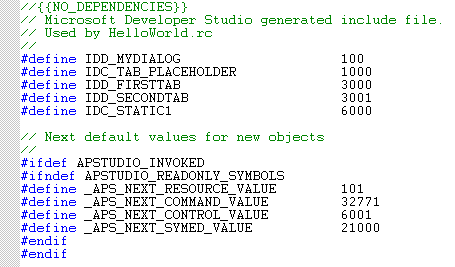 //{{NO_DEPENDENCIES}}
// Microsoft Developer Studio generated include file.
// Used by HelloWorld.rc
//
#define IDD_MYDIALOG 100
#define IDC_TAB_PLACEHOLDER 1000
#define IDD_FIRSTTAB 3000
#define IDD_SECONDTAB 3001
#define IDC_STATIC1 6000
// Next default values for new objects
//
#ifdef APSTUDIO_INVOKED
#ifndef APSTUDIO_READONLY_SYMBOLS
#define _APS_NEXT_RESOURCE_VALUE 101
#define _APS_NEXT_COMMAND_VALUE 32771
#define _APS_NEXT_CONTROL_VALUE 6001
#define _APS_NEXT_SYMED_VALUE 21000
#endif
#endif